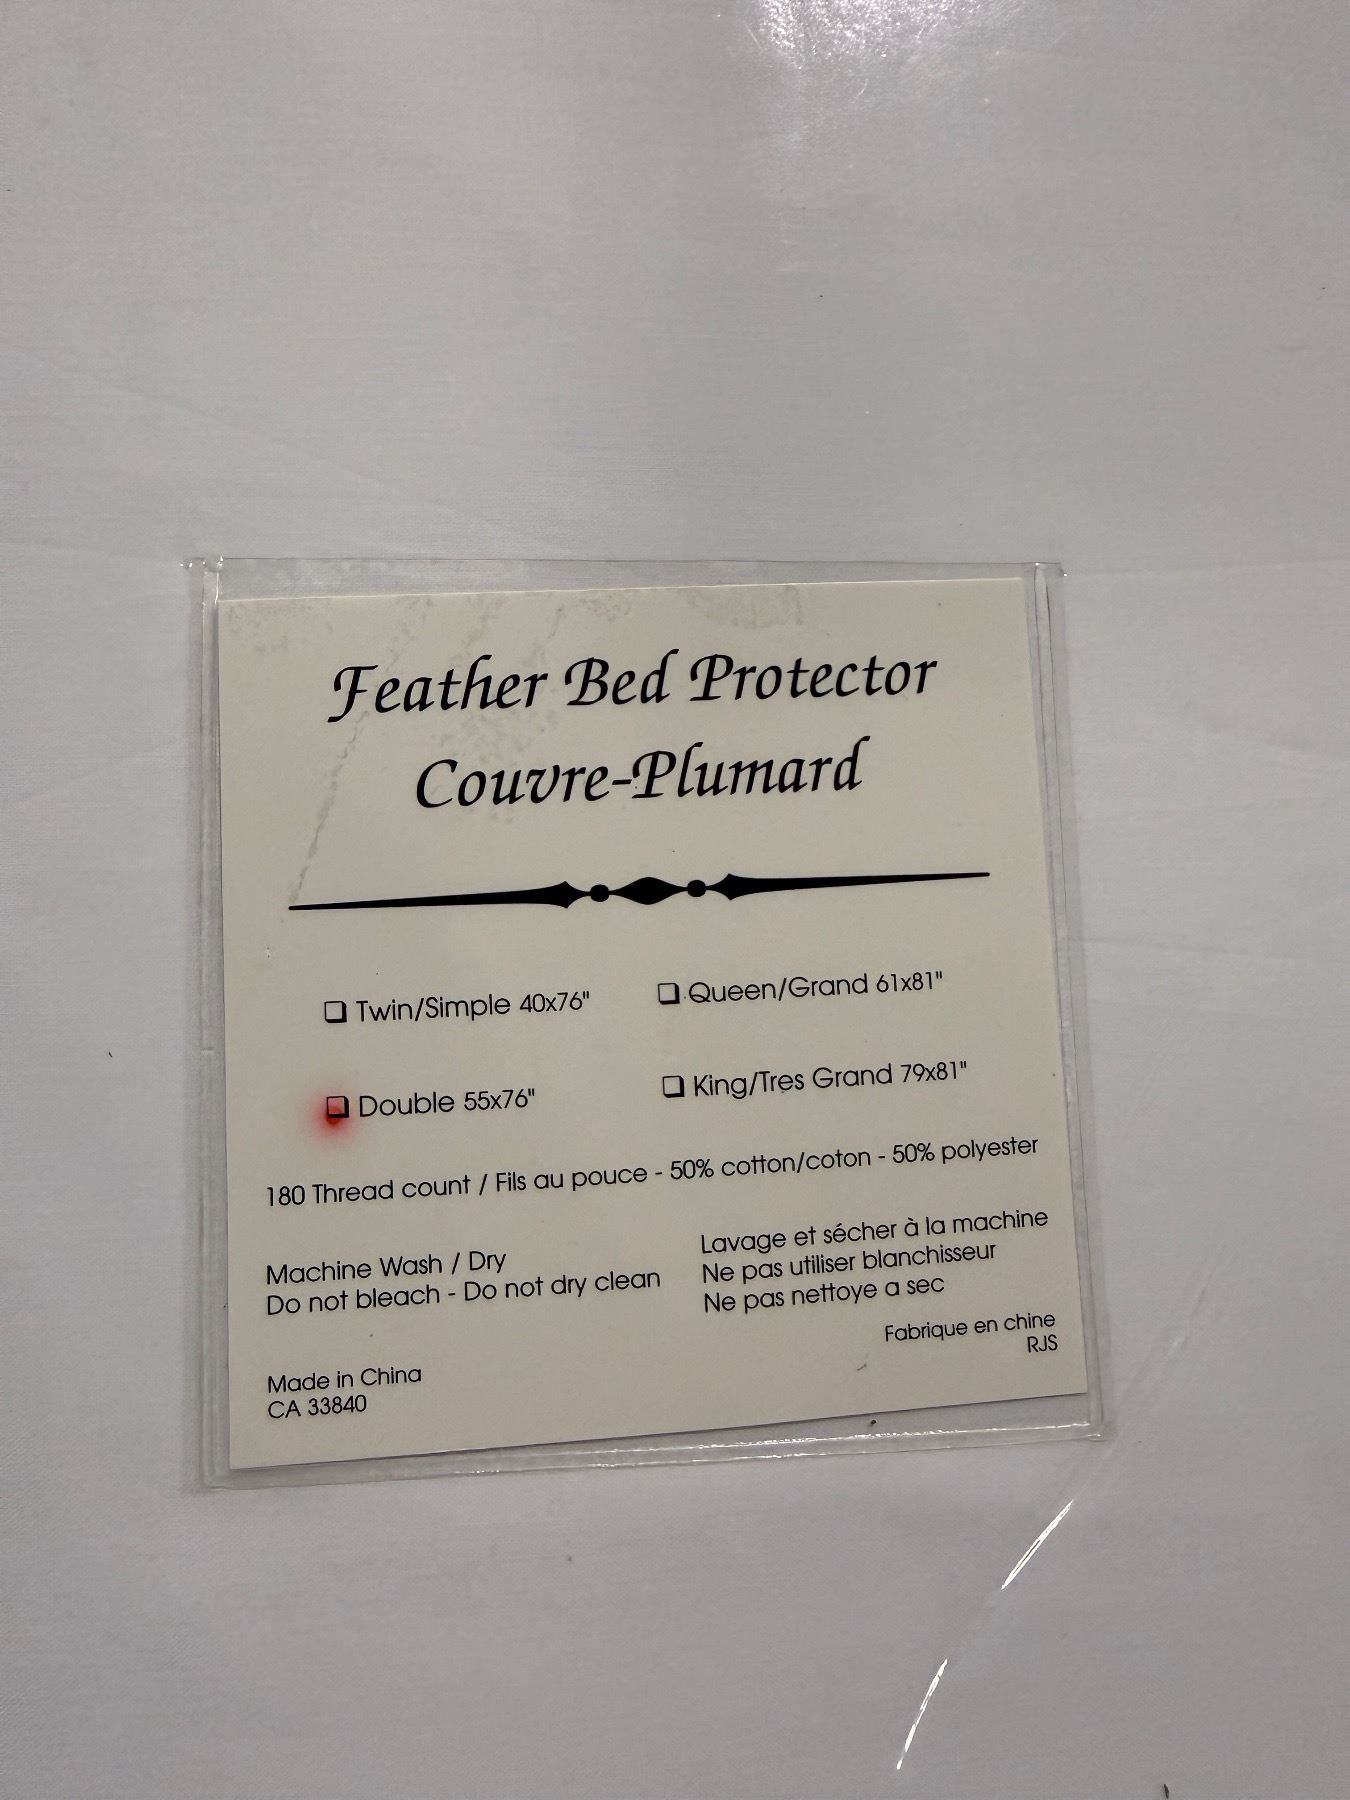 Feather Bed Protector
Couvre-Plumard
Twin/Simple 40x76"
Queen/Grand 61x81"
Double 55x76"
King/Tres Grand 79x81"
180 Thread count / Fils au pouce - 50% cotton/coton - 50% polyester
Machine Wash / Dry
Do not bleach - Do not dry clean
Lavage et sécher à la machine
Ne pas utiliser blanchisseur
Ne pas nettoye a sec
Fabrique en chine
RJS
Made in China
CA 33840